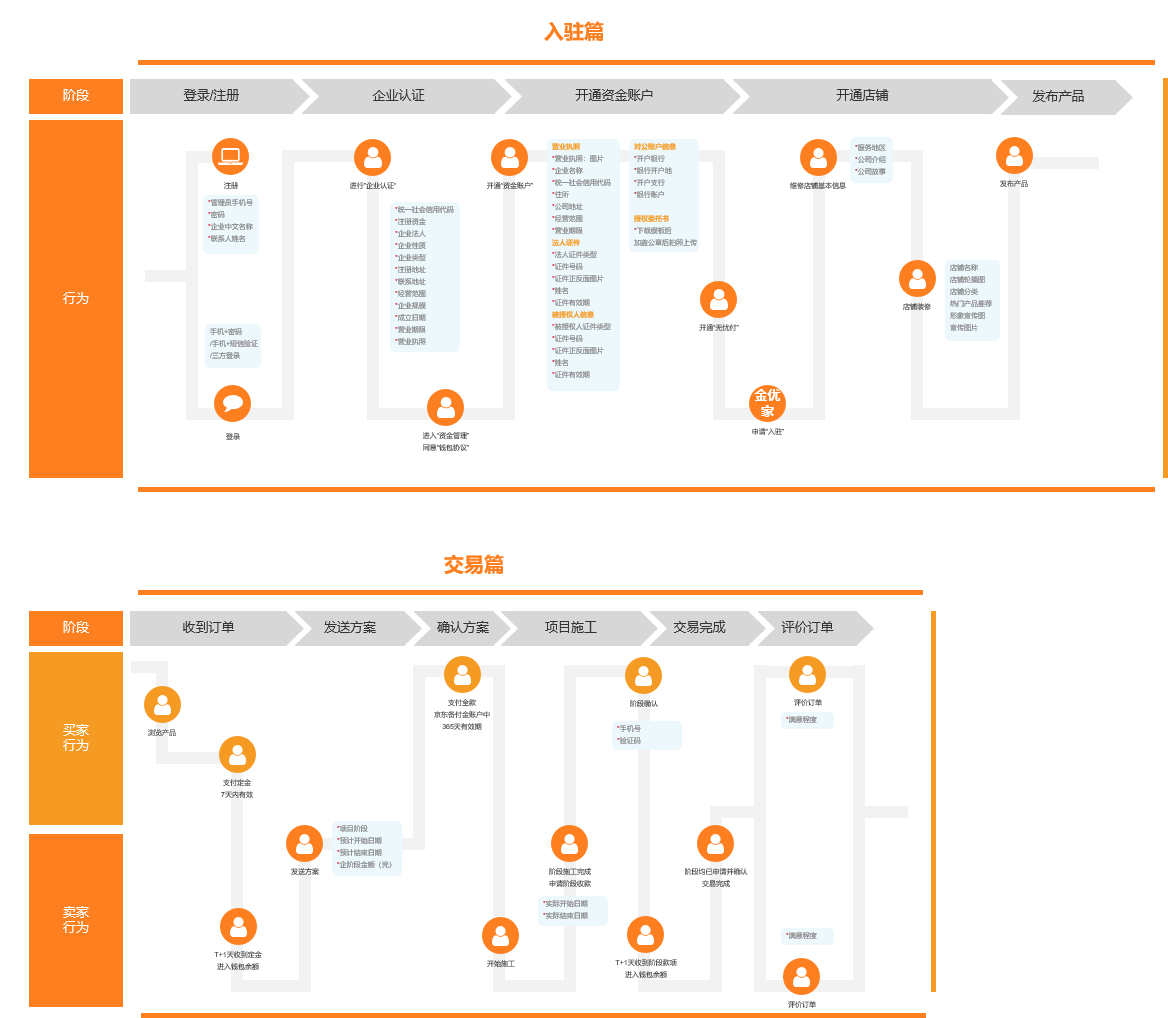 入驻篇
阶段
登录/注册
企业认证
开通资金账户
开通店铺
发布产品
行为
注册
*管理员手机号
*密码
*企业中文名称
*联系人姓名
手机+密码
/手机+短信验证
/三方登录
登录
进行“企业认证”
*统一社会信用代码
*注册资金
*企业法人
*企业性质
*企业类型
*注册地址
*联系地址
*经营范围
*企业规模
*成立日期
*营业期限
*营业执照
进入“资金管理”
同意“钱包协议”
开通“资金账户”
营业执照
*营业执照：图片
*企业名称
*统一社会信用代码
*住所
*公司地址
*经营范围
*营业期限
法人证件
*法人证件类型
*证件号码
*证件正反面图片
*姓名
*证件有效期
被授权人信息
*被授权人证件类型
*证件号码
*证件正反面图片
*姓名
*证件有效期
对公账户信息
*开户银行
*银行开户地
*开户支行
*银行账户
授权委托书
*下载模板后
加盖公章后拍照上传
开通“无忧付”
金优
家
申请“入驻”
维修店铺基本信息
*服务地区
*公司介绍
*公司故事
店铺装修
店铺名称
店铺轮播图
店铺分类
热门产品推荐
形象宣传图
宣传图片
发布产品
交易篇
阶段
收到订单
发送方案
确认方案
项目施工
交易完成
评价订单
买家
行为
浏览产品
支付定金
7天内有效
支付全款
京东备付金账户中
365天有效期
阶段确认
*手机号
*验证码
评价订单
*满意程度
卖家
行为
T+1天收到定金
进入钱包余额
发送方案
*项目阶段
*预计开始日期
*预计结束日期
*企阶段金额（元）
开始施工
阶段施工完成
申请阶段收款
*实际开始日期
*实际结束日期
T+1天收到阶段款项
进入钱包余额
阶段均已申请并确认
交易完成
*满意程度
评价订单